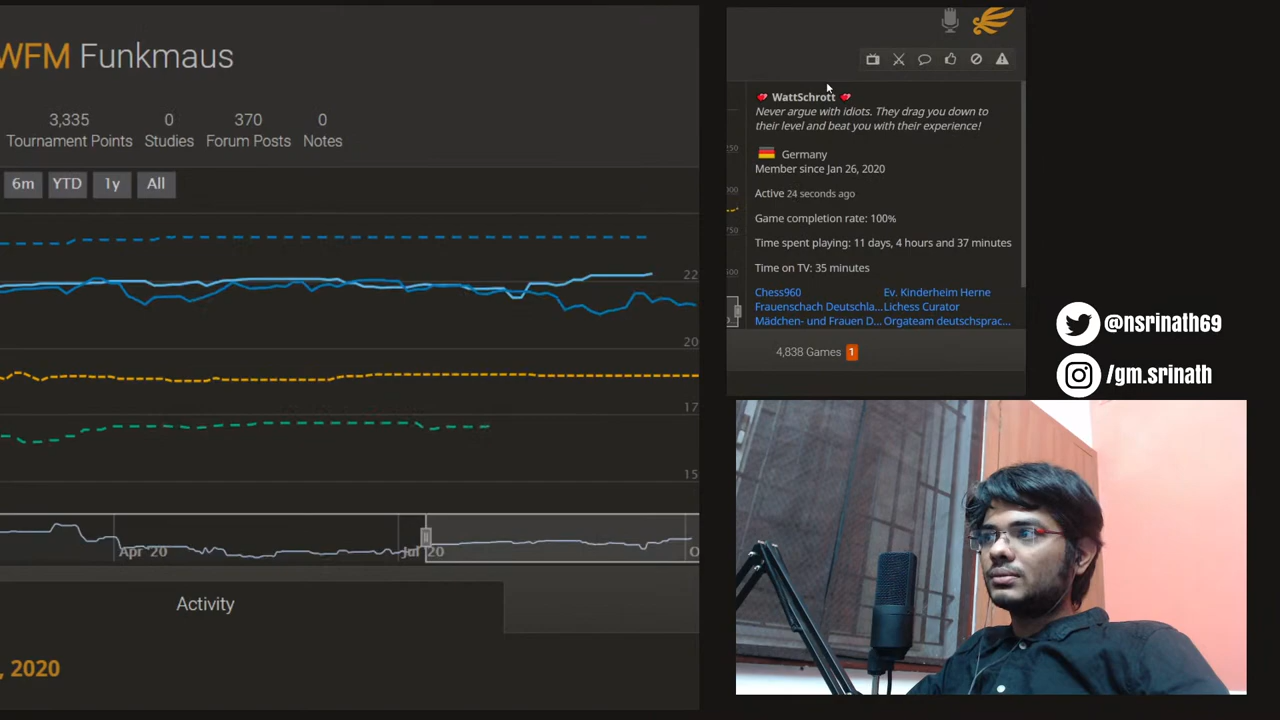 WFM Funkmaus
3,335 0 370 0
Tournament Points Studies Forum Posts Notes
6m YTD 1y All
22
20
17
15
Apr '20 Jul '20 O
Activity
, 2020
WattSchrott
Never argue with idiots. They drag you down to
their level and beat you with their experience!
Germany
Member since Jan 26, 2020
Active 24 seconds ago
Game completion rate: 100%
Time spent playing: 11 days, 4 hours and 37 minutes
Time on TV: 35 minutes
Chess960 Ev. Kinderheim Herne
Frauenschach Deutschla... Lichess Curator
Mädchen- und Frauen D... Orgateam deutschsprac...
250
000
750
500
4,838 Games 1
@nsrinath69
/gm.srinath